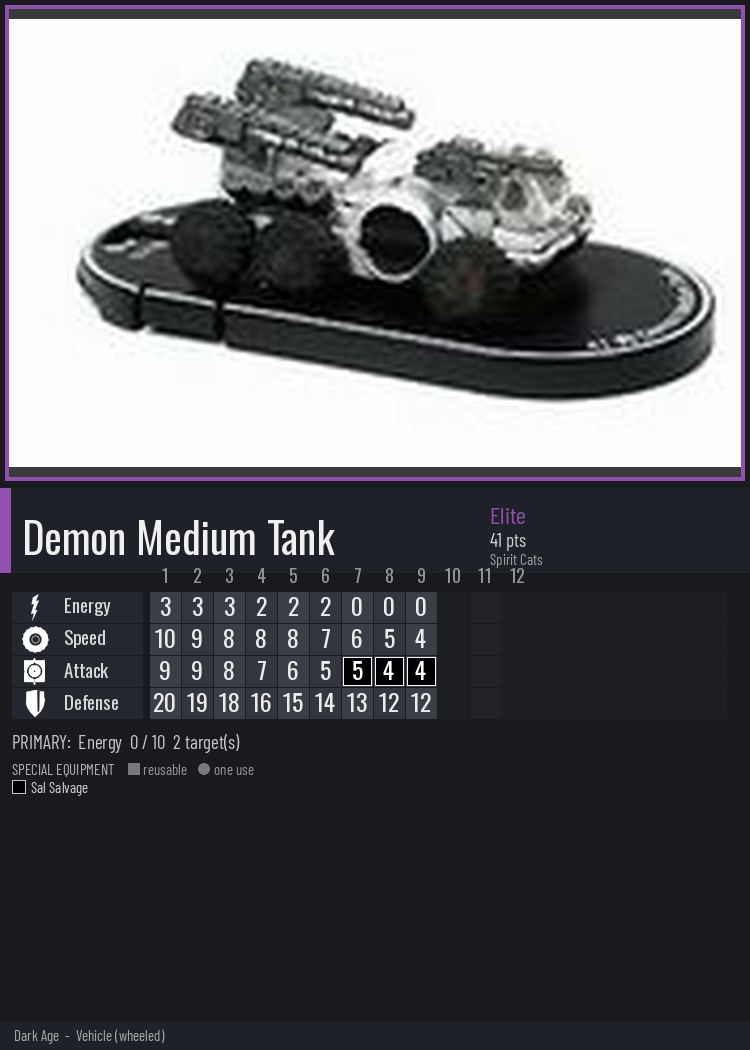 Demon Medium Tank
Elite
41 pts
Spirit Cats
1 2 3 4 5 6 7 8 9 10 11 12
Energy 3 3 3 2 2 2 0 0 0
Speed 10 9 8 8 8 7 6 5 4
Attack 9 9 8 7 6 5 5 4 4
Defense 20 19 18 16 15 14 13 12 12
PRIMARY: Energy 0 / 10 2 target(s)
SPECIAL EQUIPMENT reusable one use
Sal Salvage
Dark Age - Vehicle (wheeled)